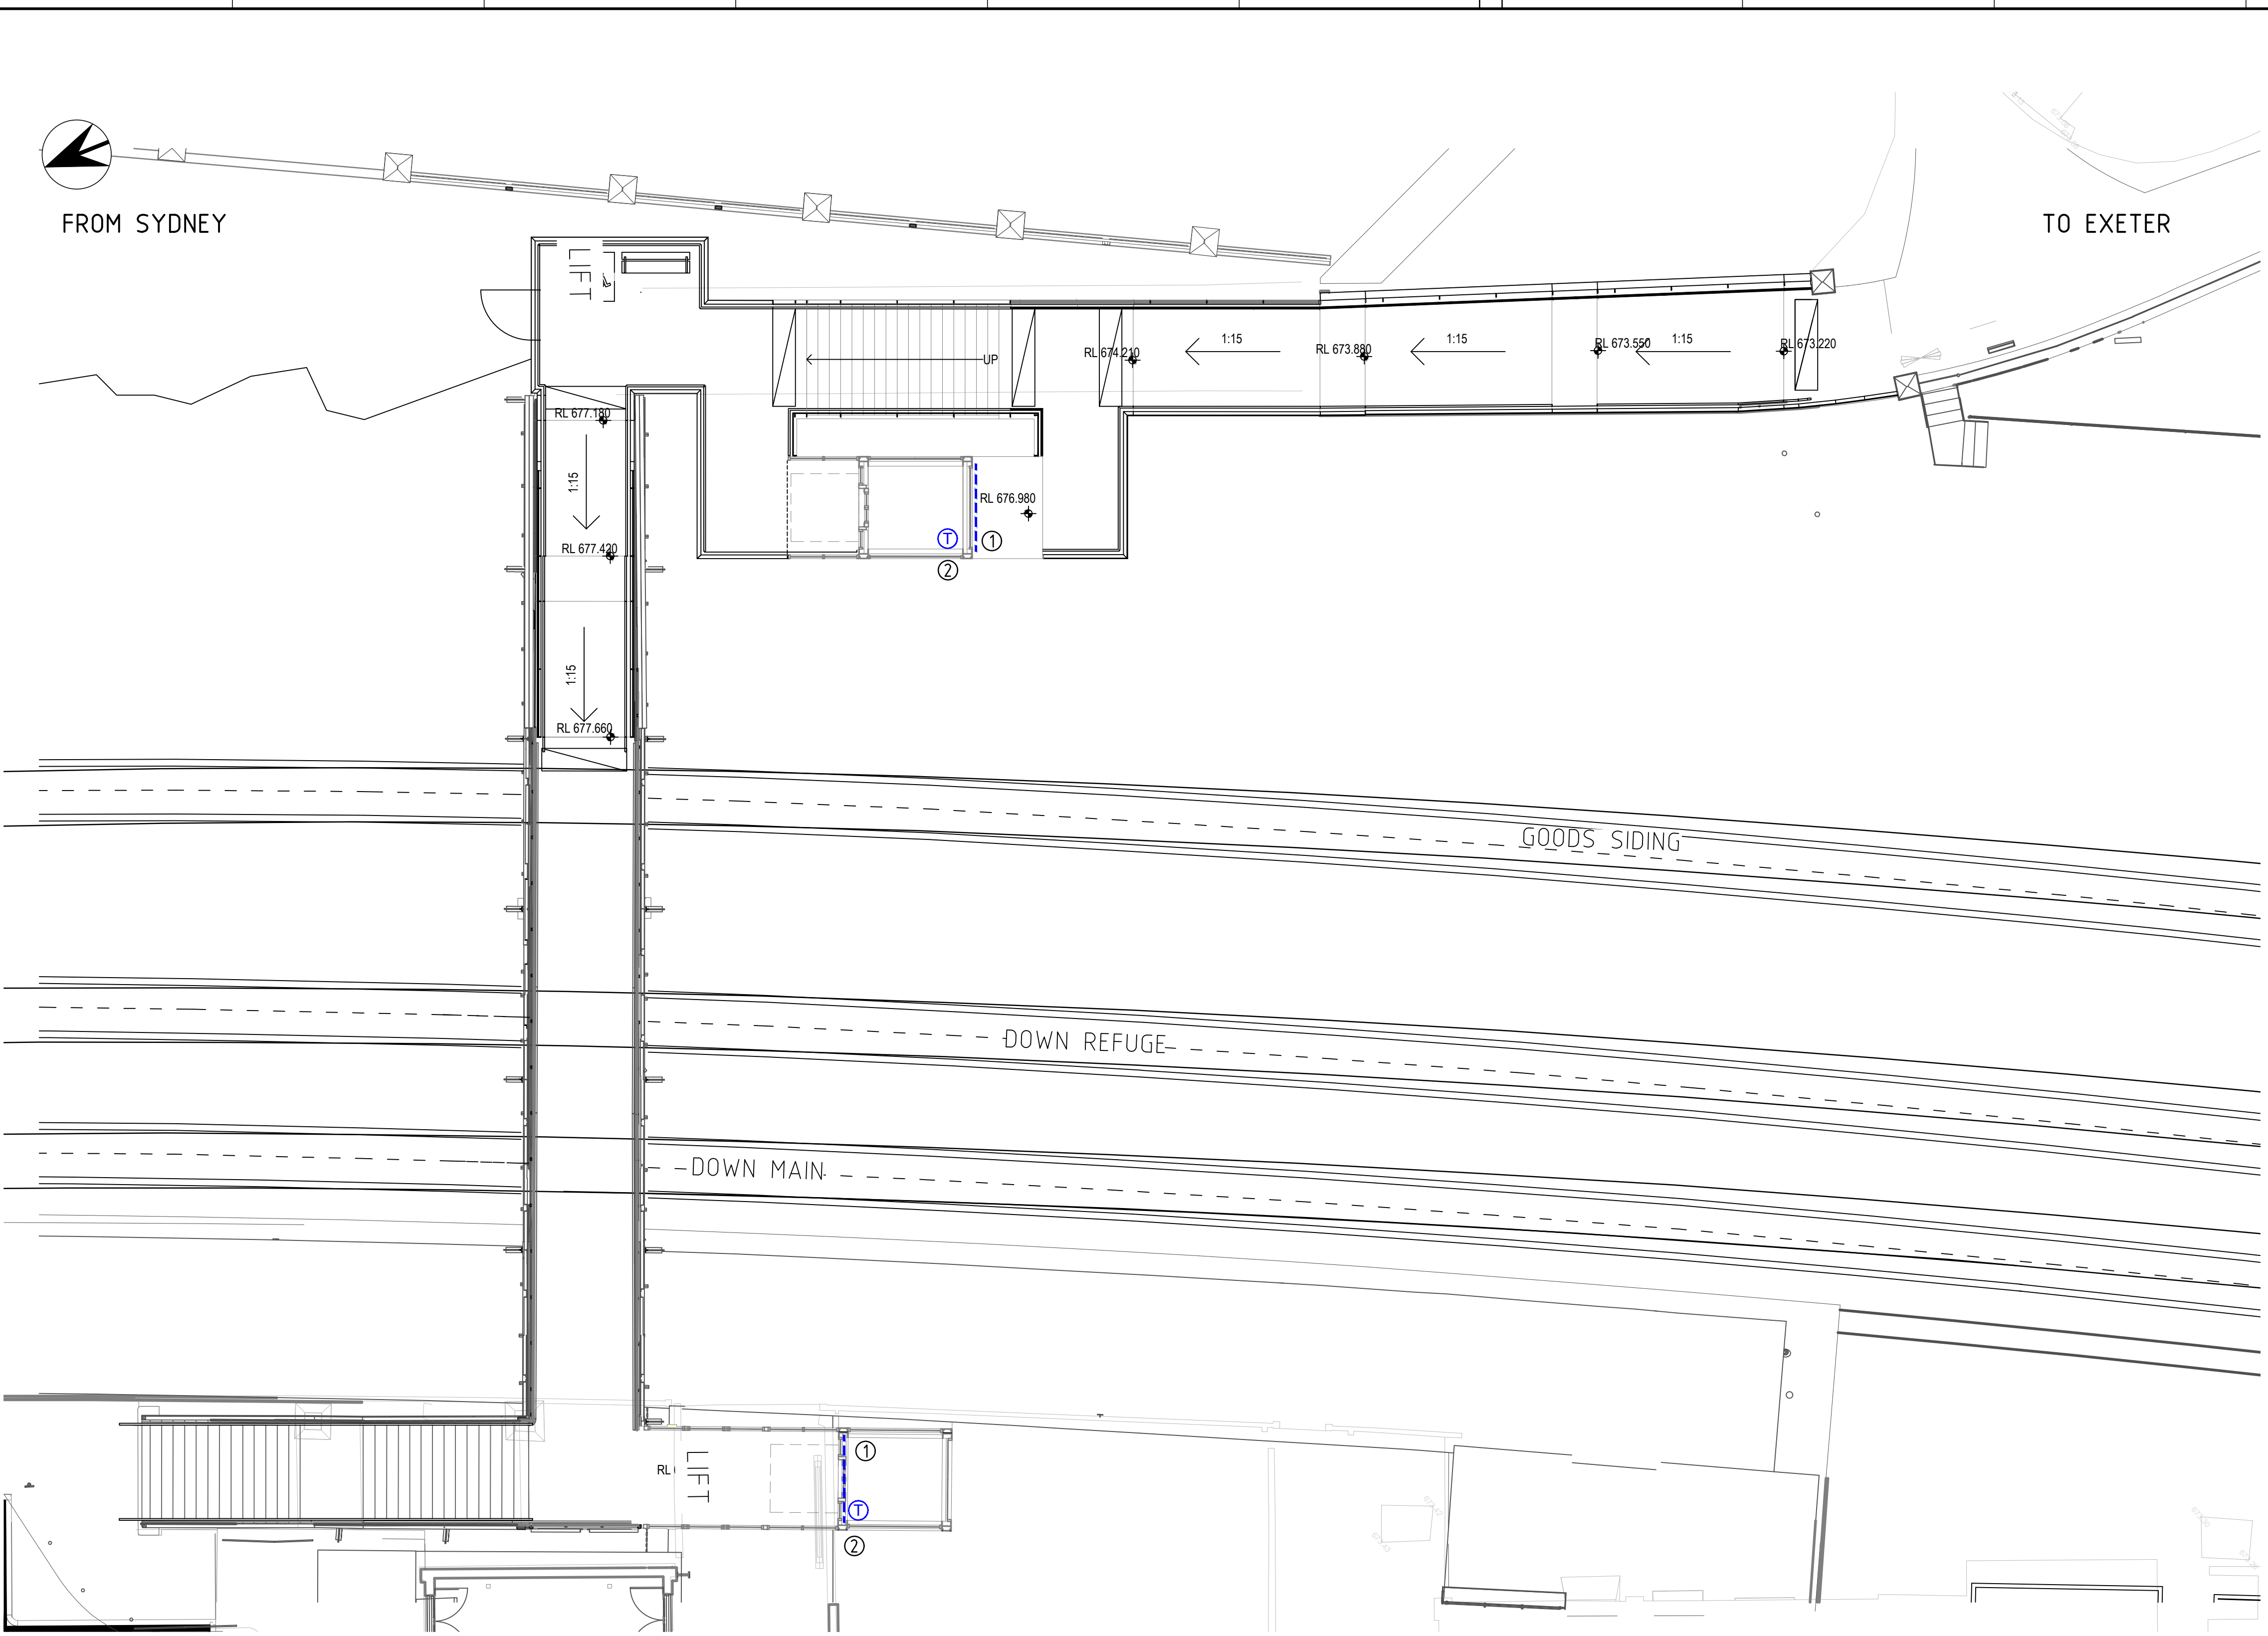 FROM SYDNEY
TO EXETER
LIFT
UP
RL 674.210
1:15
RL 673.880
1:15
RL 673.550
1:15
RL 673.220
RL 677.180
1:15
RL 676.980
T
1
2
RL 677.420
1:15
RL 677.660
GOODS SIDING
DOWN REFUGE
DOWN MAIN
LIFT
RL
1
T
2